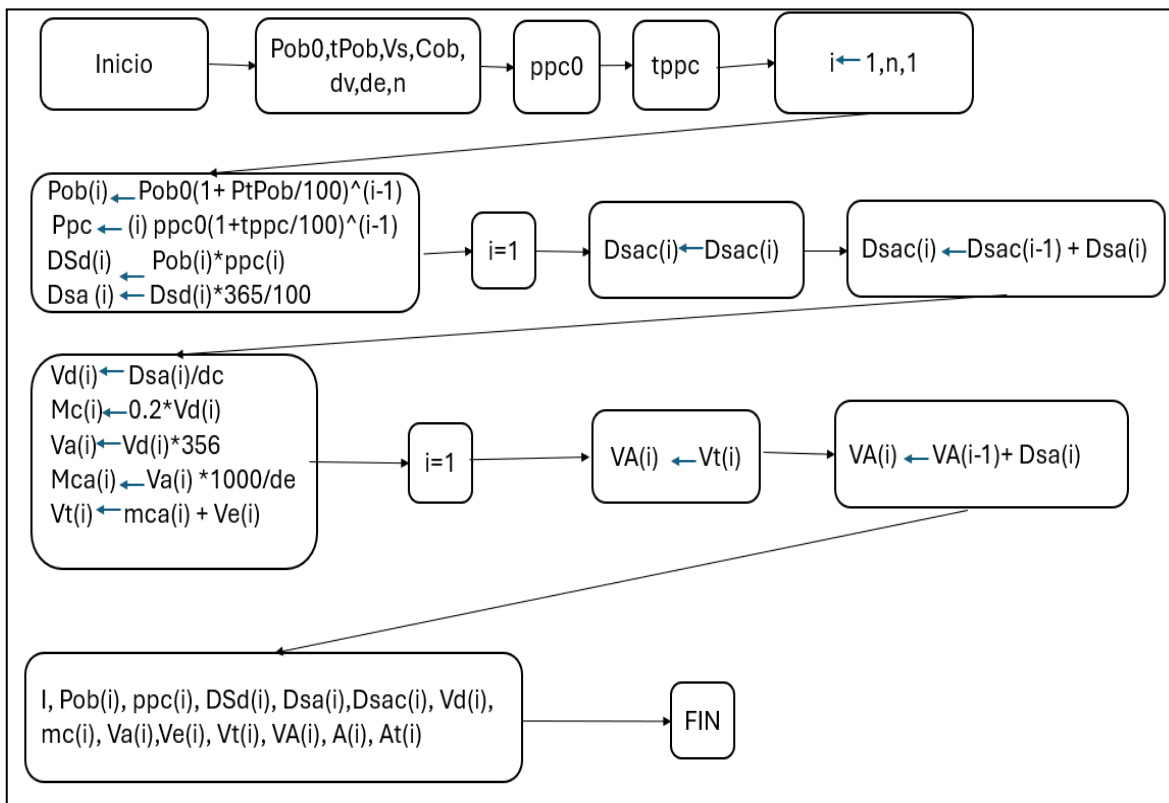 Inicio
Pob0,tPob,Vs,Cob,
dv,de,n
ppc0
tppc
i← 1,n,1
Pob(i) ← Pob0(1+ PtPob/100)^(i-1)
Ppc ← (i) ppc0(1+tppc/100)^(i-1)
DSd(i) ← Pob(i)*ppc(i)
Dsa (i) ← Dsd(i)*365/100
i=1
Dsac(i)←Dsac(i)
Dsac(i) ←Dsac(i-1) + Dsa(i)
Vd(i)← Dsa(i)/dc
Mc(i)←0.2*Vd(i)
Va(i)←Vd(i)*356
Mca(i)←Va(i) *1000/de
Vt(i)← mca(i) + Ve(i)
i=1
VA(i) ← Vt(i)
VA(i) ← VA(i-1)+ Dsa(i)
I, Pob(i), ppc(i), DSd(i), Dsa(i),Dsac(i), Vd(i),
mc(i), Va(i),Ve(i), Vt(i), VA(i), A(i), At(i)
FIN